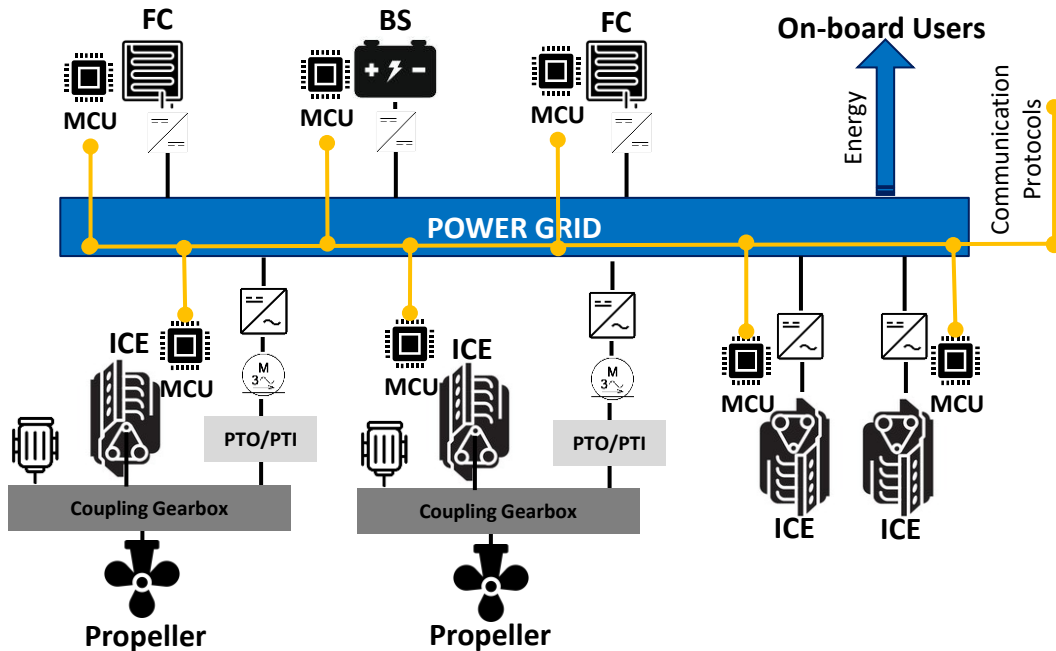 FC
BS
FC
On-board Users
MCU
MCU
MCU
Energy
Communication
Protocols
POWER GRID
ICE
MCU
M
3
ICE
MCU
M
3
MCU
MCU
PTO/PTI
PTO/PTI
Coupling Gearbox
Coupling Gearbox
ICE
ICE
Propeller
Propeller